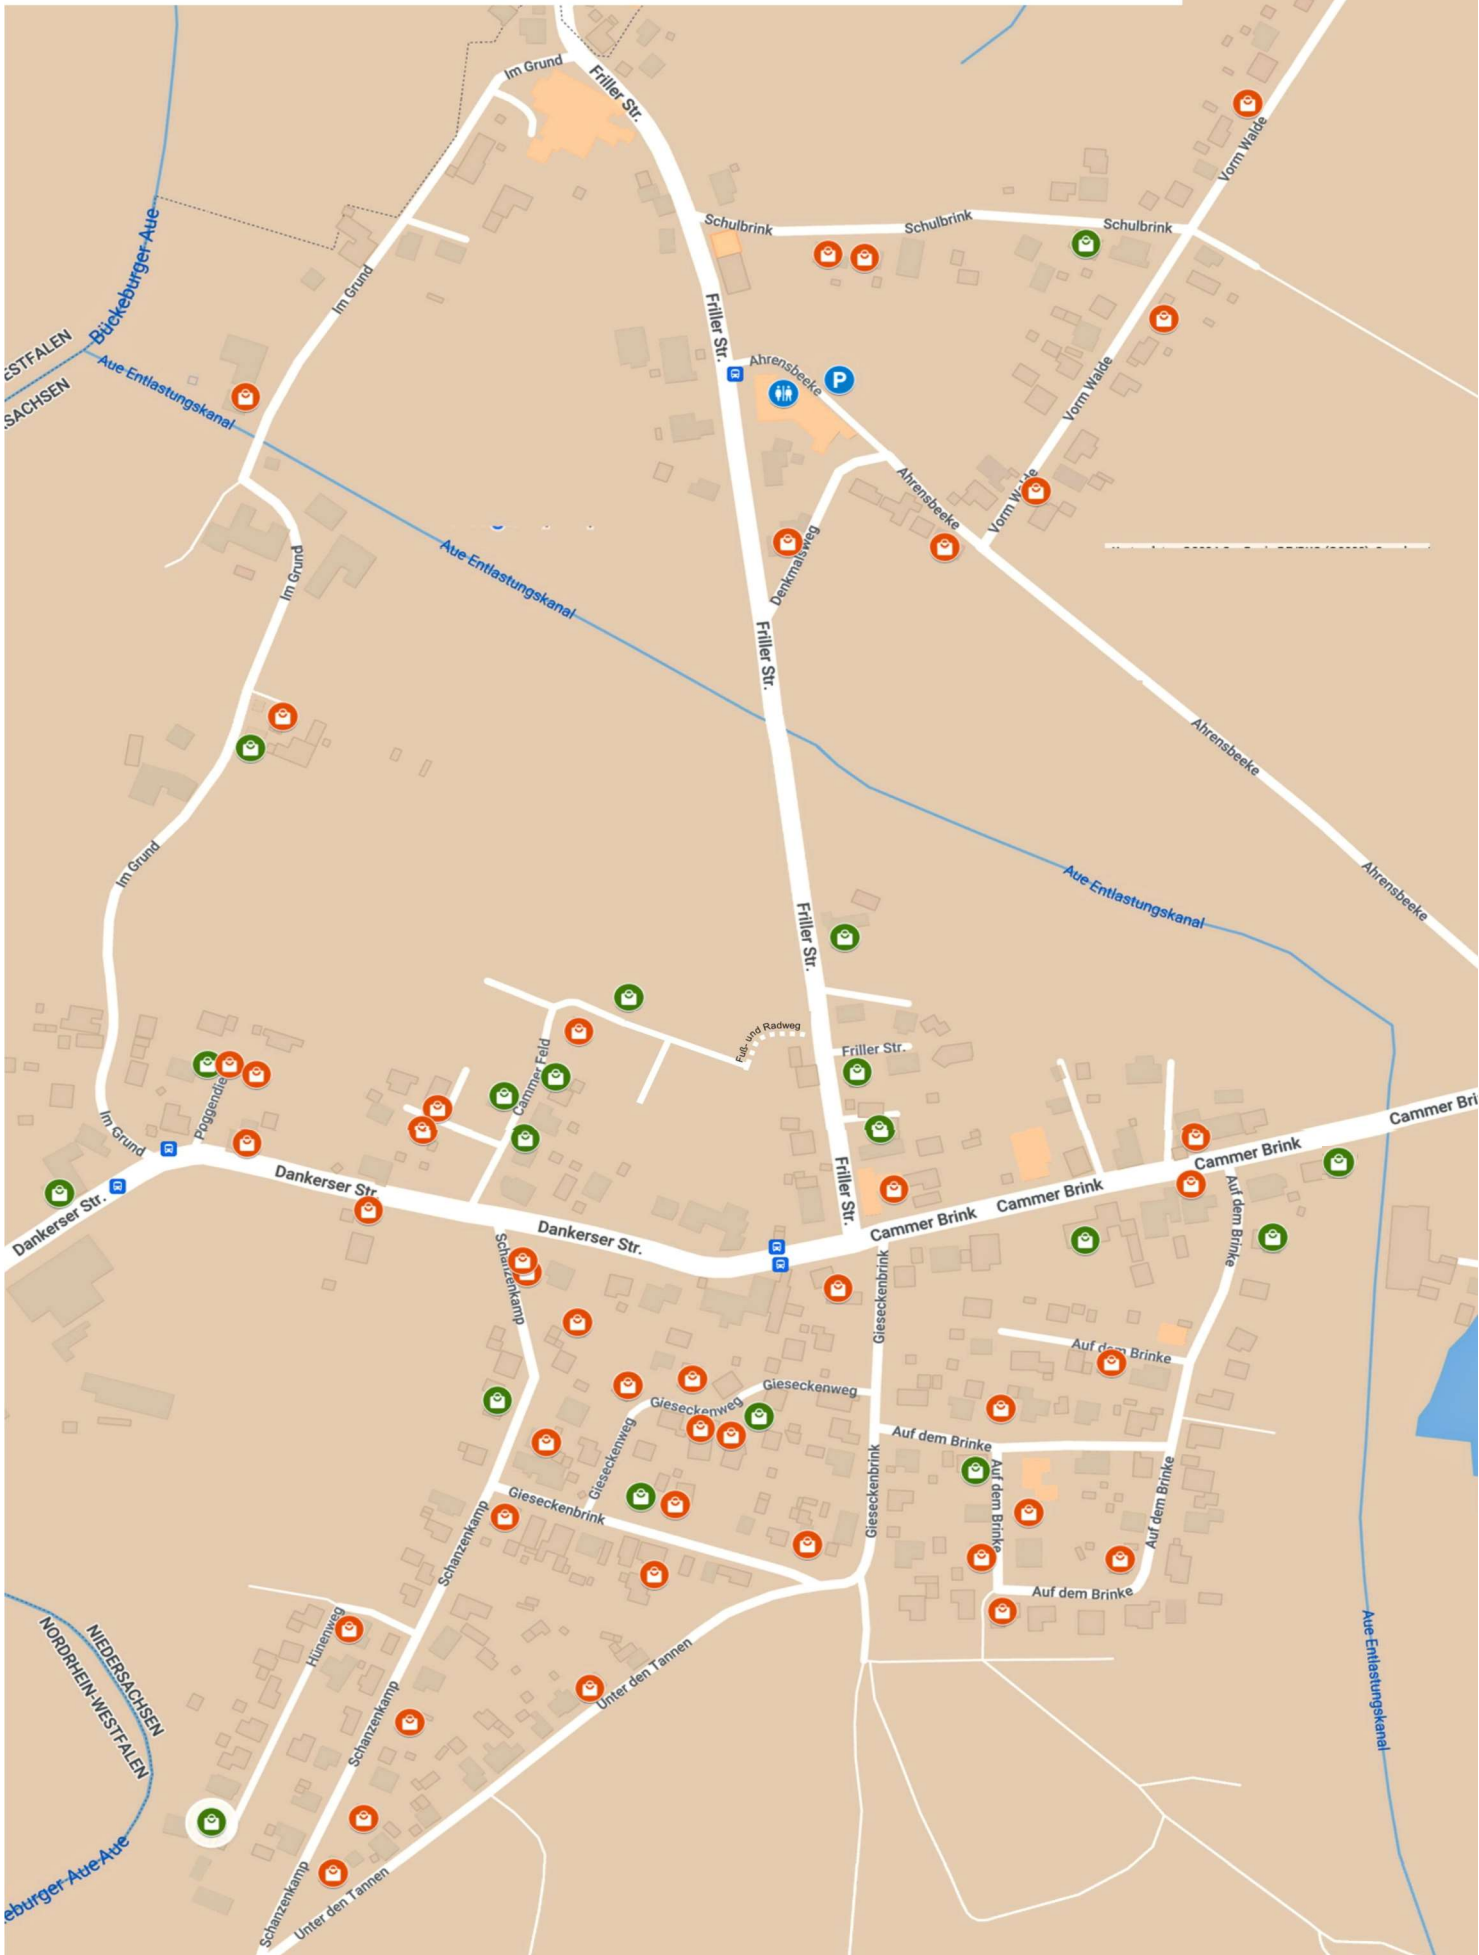 Im Grund
Friller Str.
Vorm Walde
Schulbrink
Schulbrink
Schulbrink
Bückeburger Aue
Im Grund
Friller Str.
ESTFALEN
SACHSEN
Aue Entlastungskanal
Ahrensbeeke
P
Vorm Walde
Ahrensbeeke
Vorm Walde
Im Grund
Aue Entlastungskanal
Denkmalsweg
Friller Str.
Ahrensbeeke
Im Grund
Aue Entlastungskanal
Ahrensbeeke
Friller Str.
Fuß- und Radweg
Friller Str.
Cammer Feld
Poggendie
Im Grund
Cammer Bri
Cammer Brink
Dankerser Str.
Dankerser Str.
Friller Str.
Cammer Brink
Cammer Brink
Auf dem Brinke
Dankerser Str.
Schanzenkamp
Gieseckenbrink
Auf dem Brinke
Gieseckenweg
Gieseckenweg
Gieseckenweg
Auf dem Brinke
Gieseckenbrink
Auf dem Brinke
Auf dem Brinke
Gieseckenbrink
Schanzenkamp
Auf dem Brinke
Hünenweg
NIEDERSACHSEN
NORDRHEIN-WESTFALEN
Unter den Tannen
Aue Entlastungskanal
Schanzenkamp
eburger Aue Aue
Schanzenkamp
Unter den Tannen